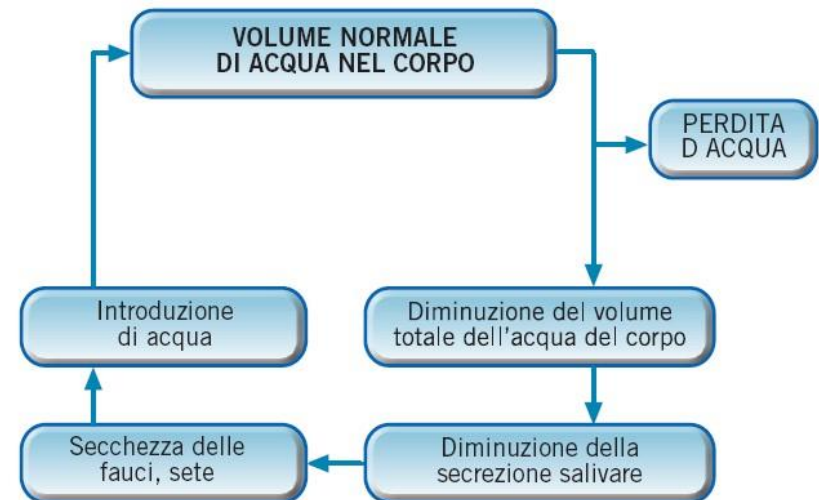 VOLUME NORMALE
DI ACQUA NEL CORPO
PERDITA
D ACQUA
Diminuzione del volume
totale dell'acqua del corpo
Diminuzione della
secrezione salivare
Secchezza delle
fauci, sete
Introduzione
di acqua